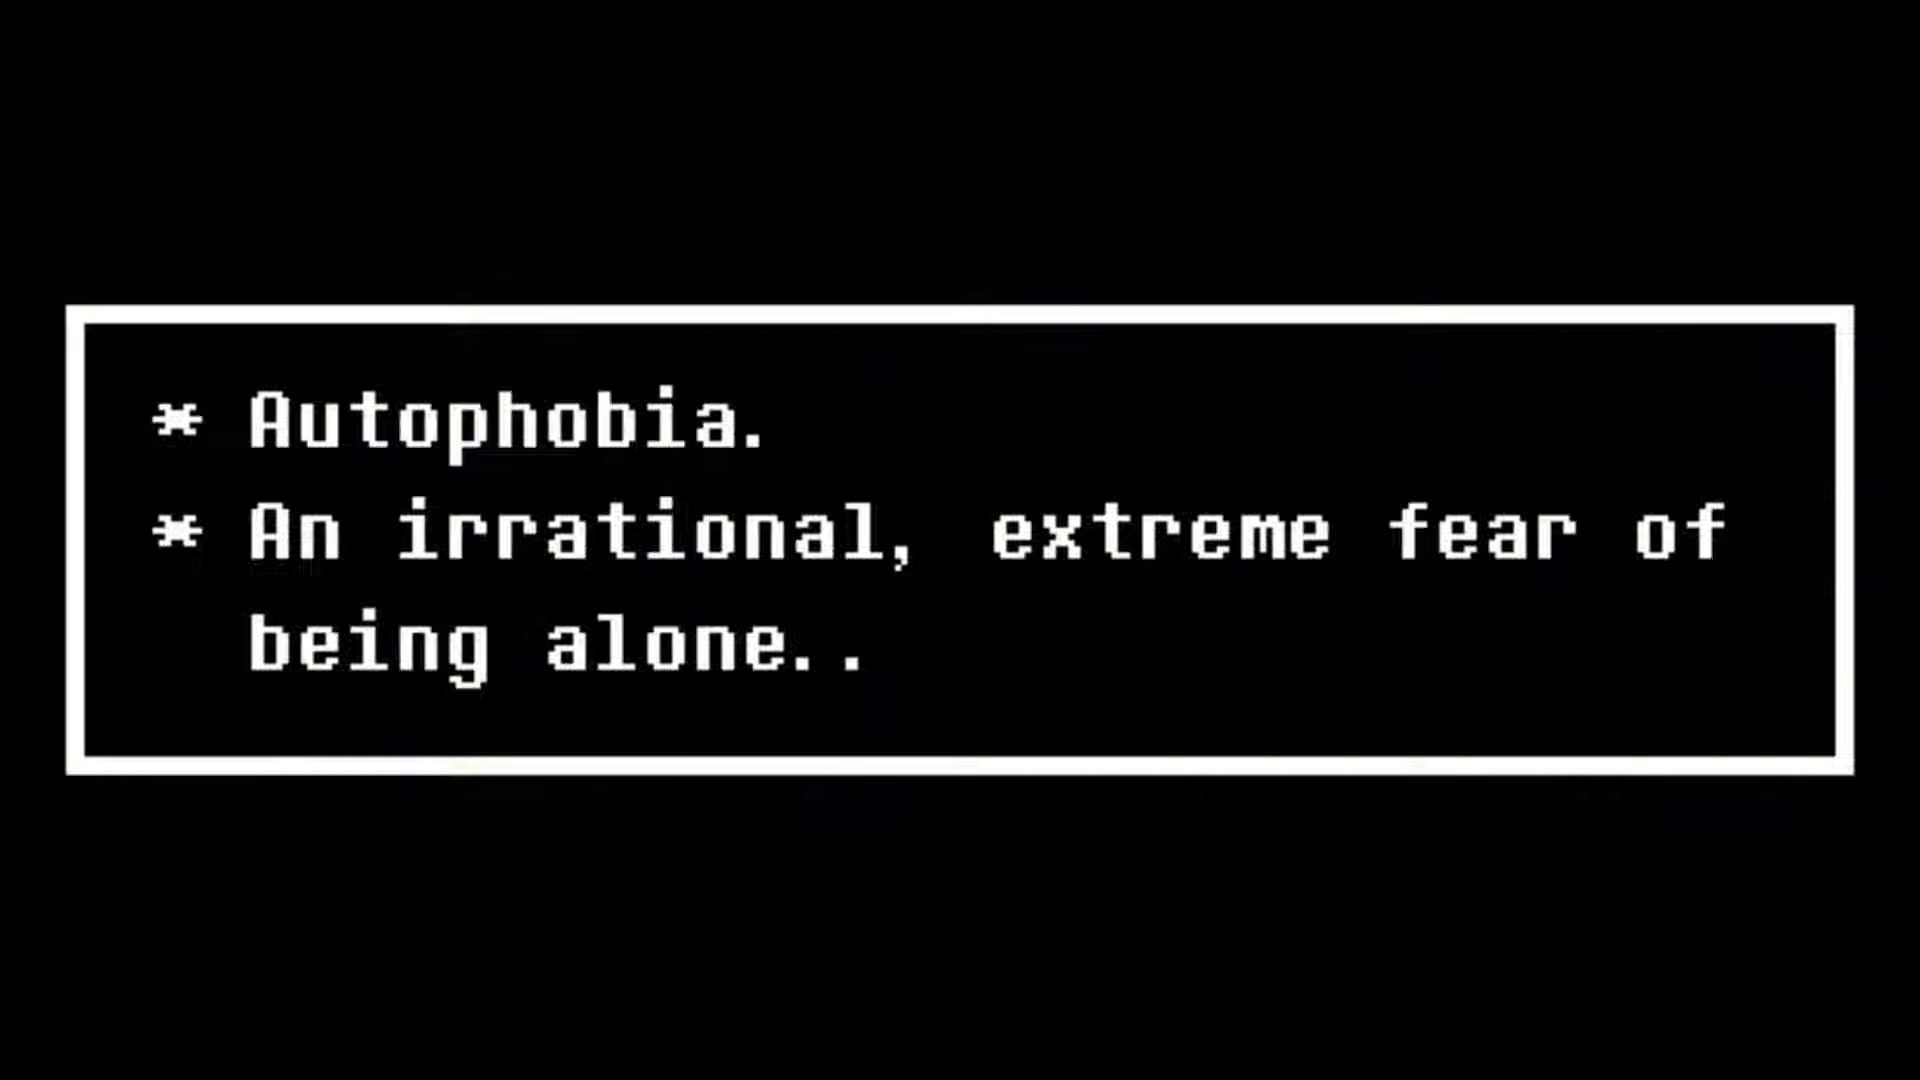 * Autophobia.
* An irrational, extreme fear of
being alone..